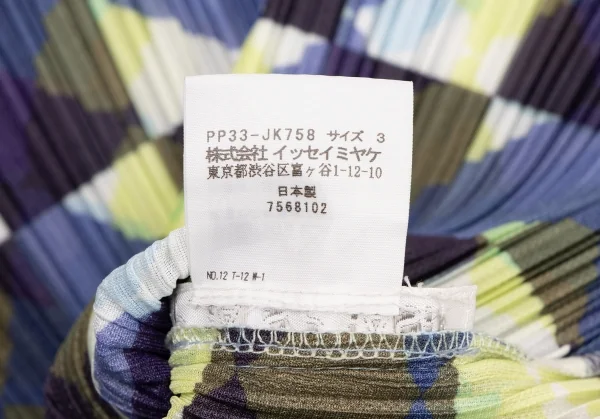 PP33-JK758 サイズ 3
株式会社 イッセイミヤケ
東京都渋谷区富ヶ谷1-12-10
日本製
7568102
NO.12 T-12 M-1